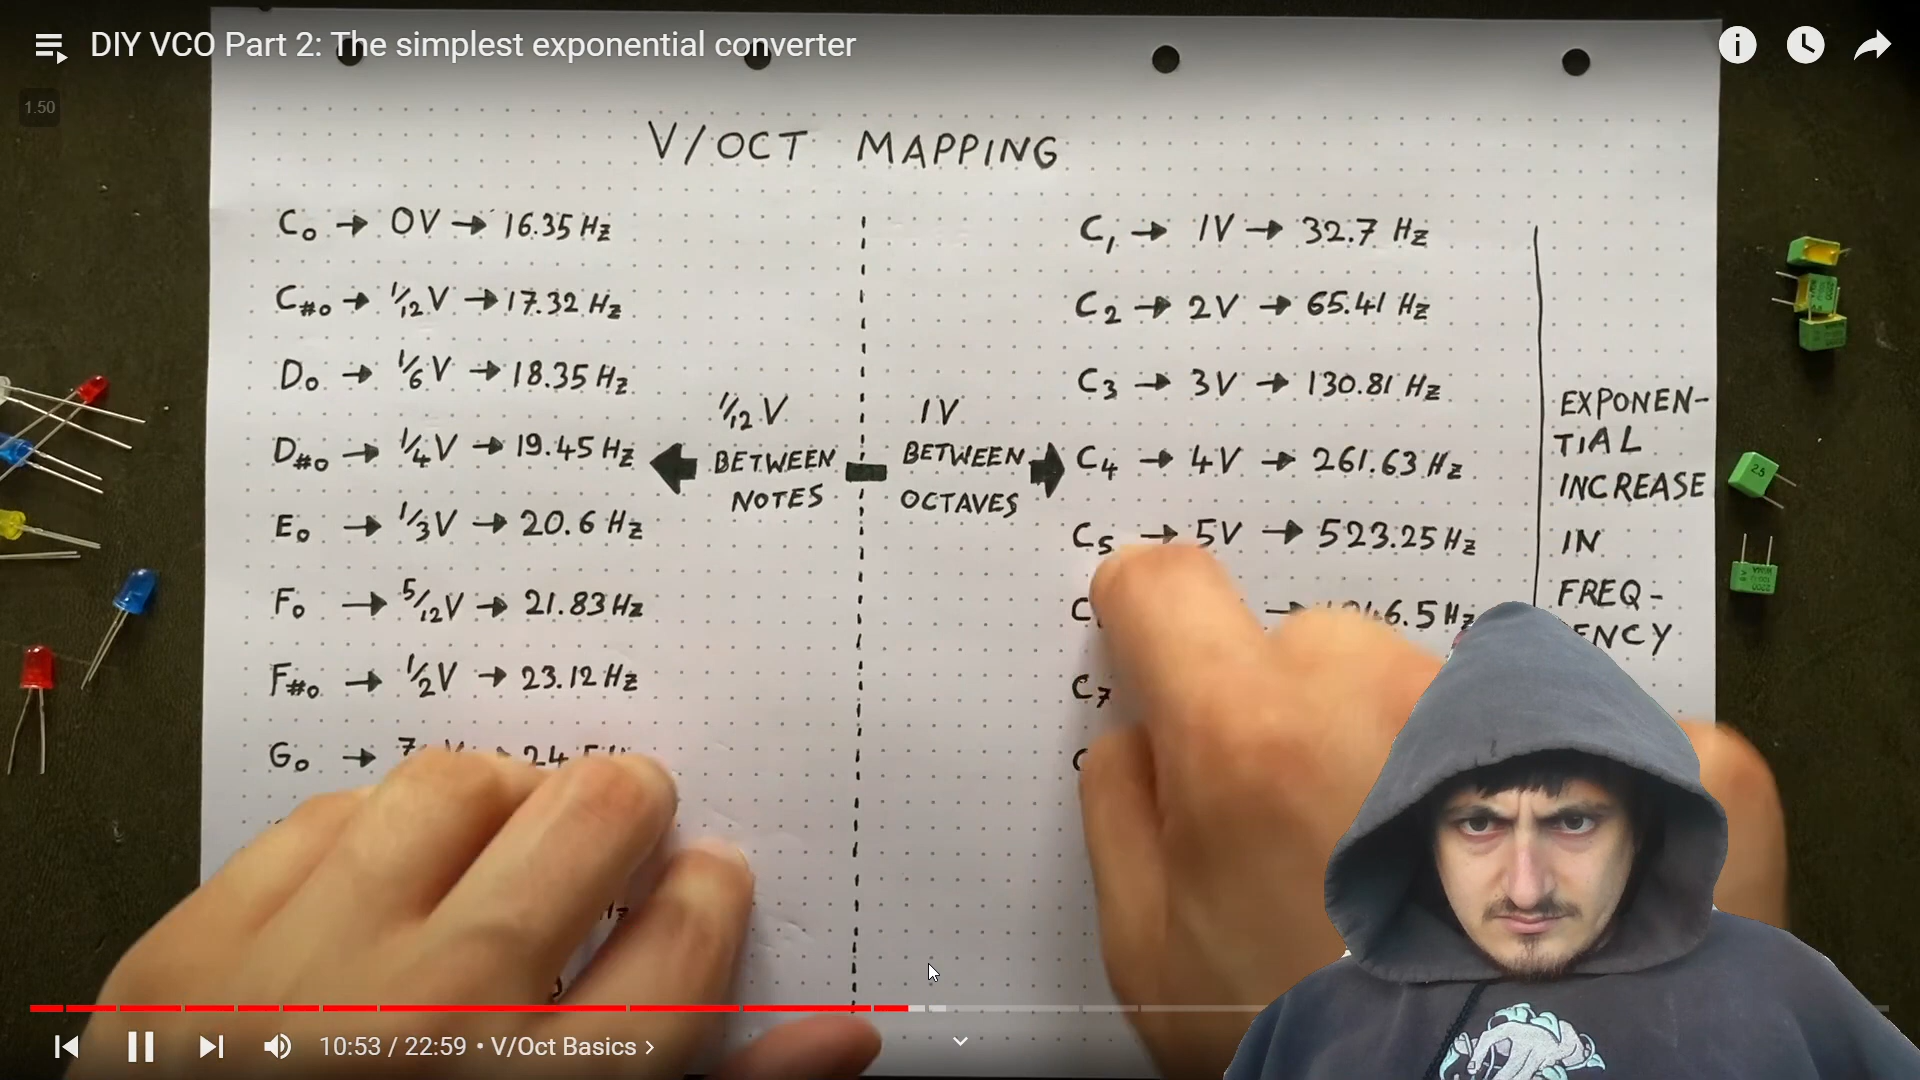 DIY VCO Part 2: The simplest exponential converter
1.50
V/OCT MAPPING
C0 → 0V → 16.35 Hz
C#0 → 1/12 V → 17.32 Hz
D0 → 1/6 V → 18.35 Hz
D#0 → 1/4 V → 19.45 Hz
E0 → 1/3 V → 20.6 Hz
F0 → 5/12 V → 21.83 Hz
F#0 → 1/2 V → 23.12 Hz
G0 →
1/12 V
BETWEEN
NOTES
1V
BETWEEN
OCTAVES
C1 → 1V → 32.7 Hz
C2 → 2V → 65.41 Hz
C3 → 3V → 130.81 Hz
C4 → 4V → 261.63 Hz
C5 → 5V → 523.25 Hz
C → 6.5 Hz
C7
EXPONEN-
TIAL
INCREASE
IN
FREQ-
ENCY
10:53 / 22:59 • V/Oct Basics >